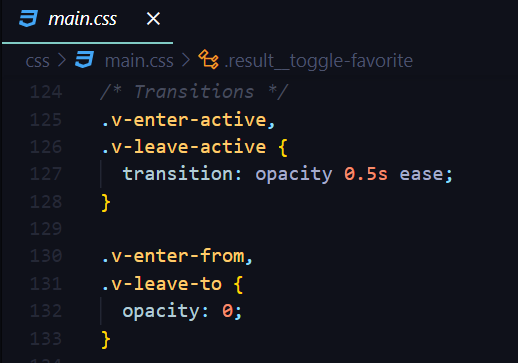 main.css
css > main.css > .result__toggle-favorite
124 /* Transitions */
125 .v-enter-active,
126 .v-leave-active {
127 transition: opacity 0.5s ease;
128 }
129
130 .v-enter-from,
131 .v-leave-to {
132 opacity: 0;
133 }
134